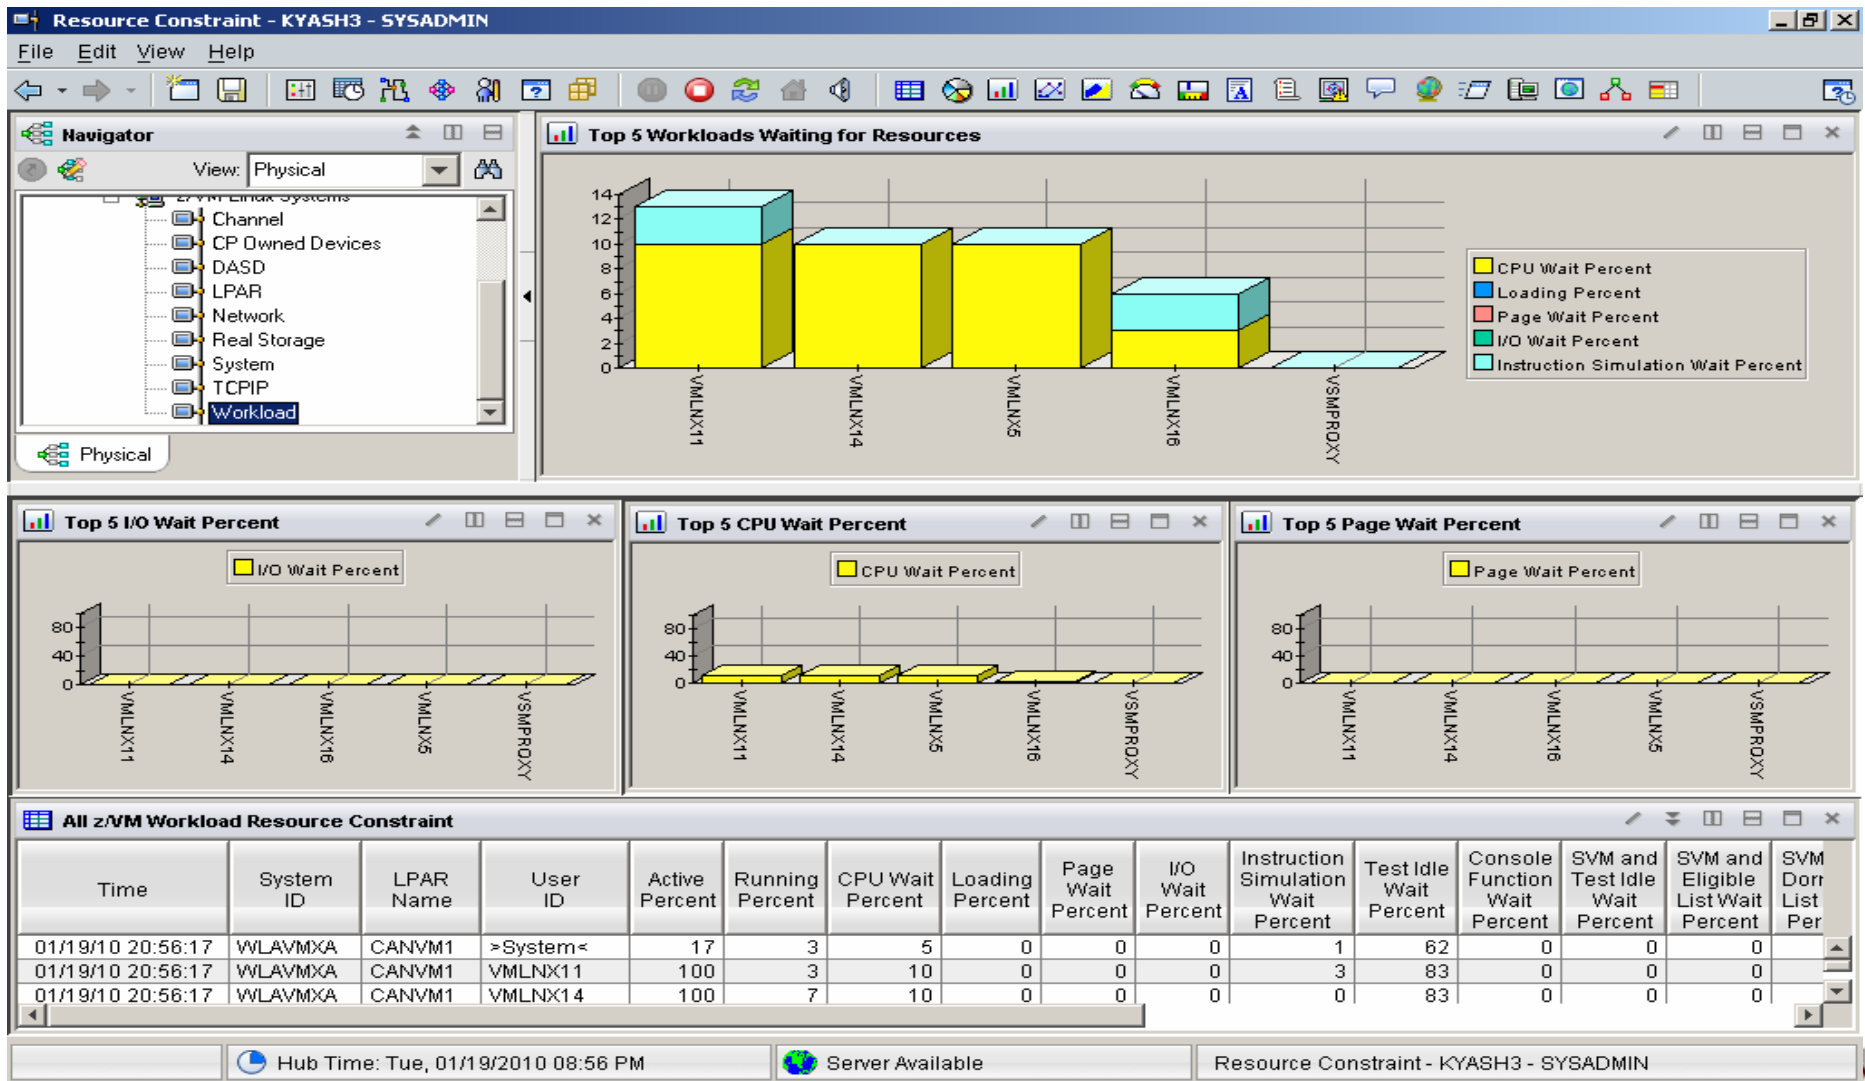 Resource Constraint - KYASH3 - SYSADMIN
File Edit View Help
Navigator
View: Physical
z/VM Linux Systems
Channel
CP Owned Devices
DASD
LPAR
Network
Real Storage
System
TCPIP
Workload
Physical
Top 5 Workloads Waiting for Resources
14
12
10
8
6
4
2
0
VMLNX11
VMLNX14
VMLNX5
VMLNX16
VSMPROXY
CPU Wait Percent
Loading Percent
Page Wait Percent
I/O Wait Percent
Instruction Simulation Wait Percent
Top 5 I/O Wait Percent
I/O Wait Percent
80
40
0
VMLNX11
VMLNX14
VMLNX16
VMLNX5
VSMPROXY
Top 5 CPU Wait Percent
CPU Wait Percent
80
40
0
VMLNX11
VMLNX14
VMLNX5
VMLNX16
VSMPROXY
Top 5 Page Wait Percent
Page Wait Percent
80
40
0
VMLNX11
VMLNX14
VMLNX16
VMLNX5
VSMPROXY
All z/VM Workload Resource Constraint
Time
System ID
LPAR Name
User ID
Active Percent
Running Percent
CPU Wait Percent
Loading Percent
Page Wait Percent
I/O Wait Percent
Instruction Simulation Wait Percent
Test Idle Wait Percent
Console Function Wait Percent
SVM and Test Idle Wait Percent
SVM and Eligible List Wait Percent
SVM Dorr List Per
01/19/10 20:56:17 WLAVMXA CANVM1 >System< 17 3 5 0 0 0 1 62 0 0 0
01/19/10 20:56:17 WLAVMXA CANVM1 VMLNX11 100 3 10 0 0 0 3 83 0 0 0
01/19/10 20:56:17 WLAVMXA CANVM1 VMLNX14 100 7 10 0 0 0 0 83 0 0 0
Hub Time: Tue, 01/19/2010 08:56 PM
Server Available
Resource Constraint - KYASH3 - SYSADMIN